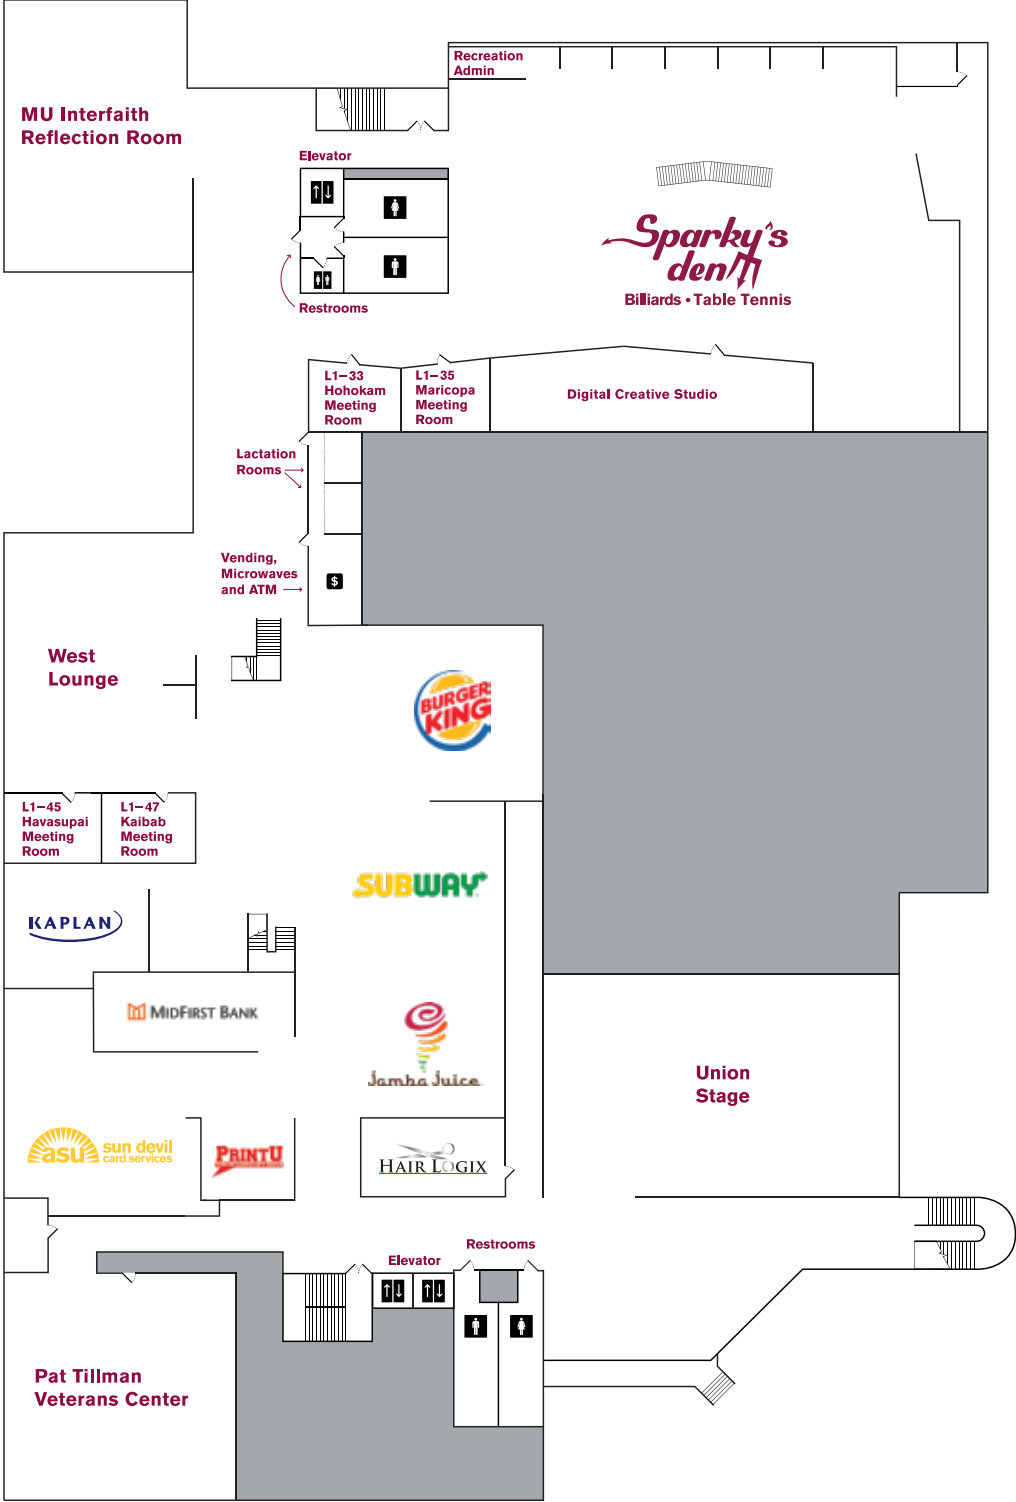 Recreation
Admin
MU Interfaith
Reflection Room
Elevator
Sparky's
den
Billiards • Table Tennis
Restrooms
L1–33
Hohokam
Meeting
Room
L1–35
Maricopa
Meeting
Room
Digital Creative Studio
Lactation
Rooms
Vending,
Microwaves
and ATM
$
West
Lounge
BURGER
KING
L1–45
Havasupai
Meeting
Room
L1–47
Kaibab
Meeting
Room
SUBWAY
KAPLAN
MIDFIRST BANK
Jamba Juice
Union
Stage
asu
sun devil
card services
PRINTU
HAIR LOGIX
Restrooms
Elevator
Pat Tillman
Veterans Center